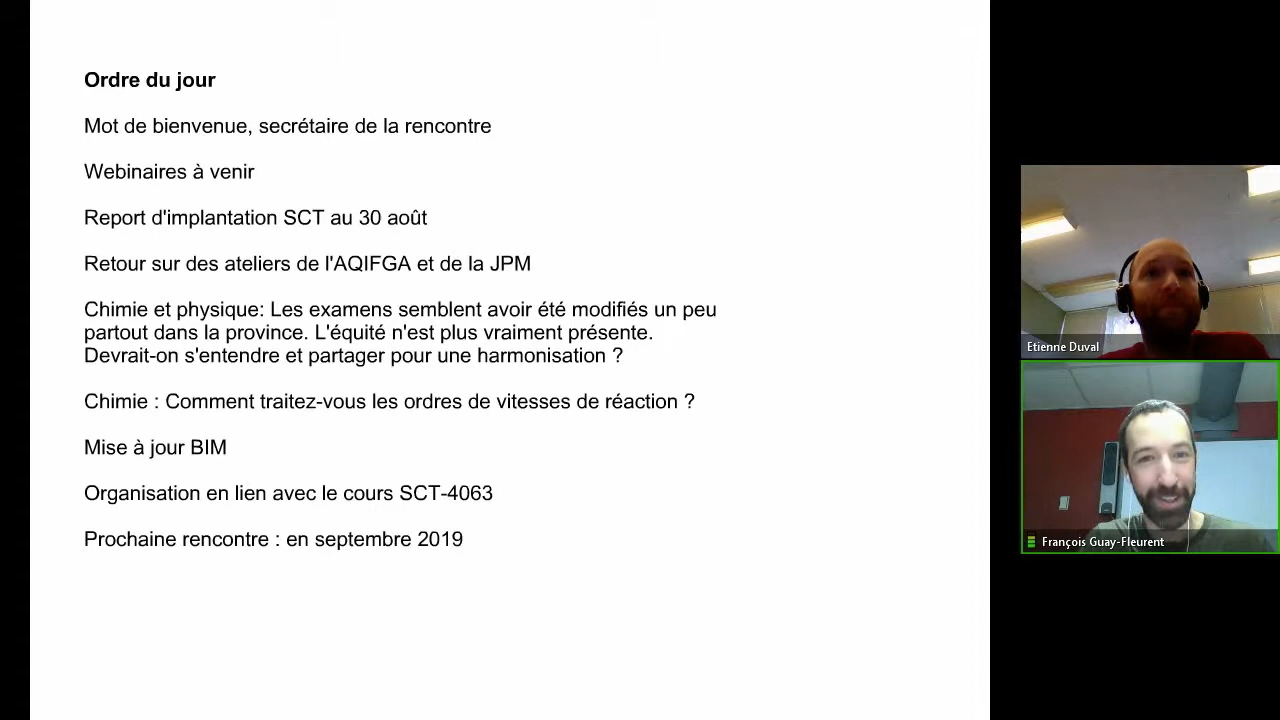 Ordre du jour
Mot de bienvenue, secrétaire de la rencontre
Webinaires à venir
Report d'implantation SCT au 30 août
Retour sur des ateliers de l'AQIFGA et de la JPM
Chimie et physique: Les examens semblent avoir été modifiés un peu
partout dans la province. L'équité n'est plus vraiment présente.
Devrait-on s'entendre et partager pour une harmonisation ?
Chimie : Comment traitez-vous les ordres de vitesses de réaction ?
Mise à jour BIM
Organisation en lien avec le cours SCT-4063
Prochaine rencontre : en septembre 2019
Etienne Duval
François Guay-Fleurent